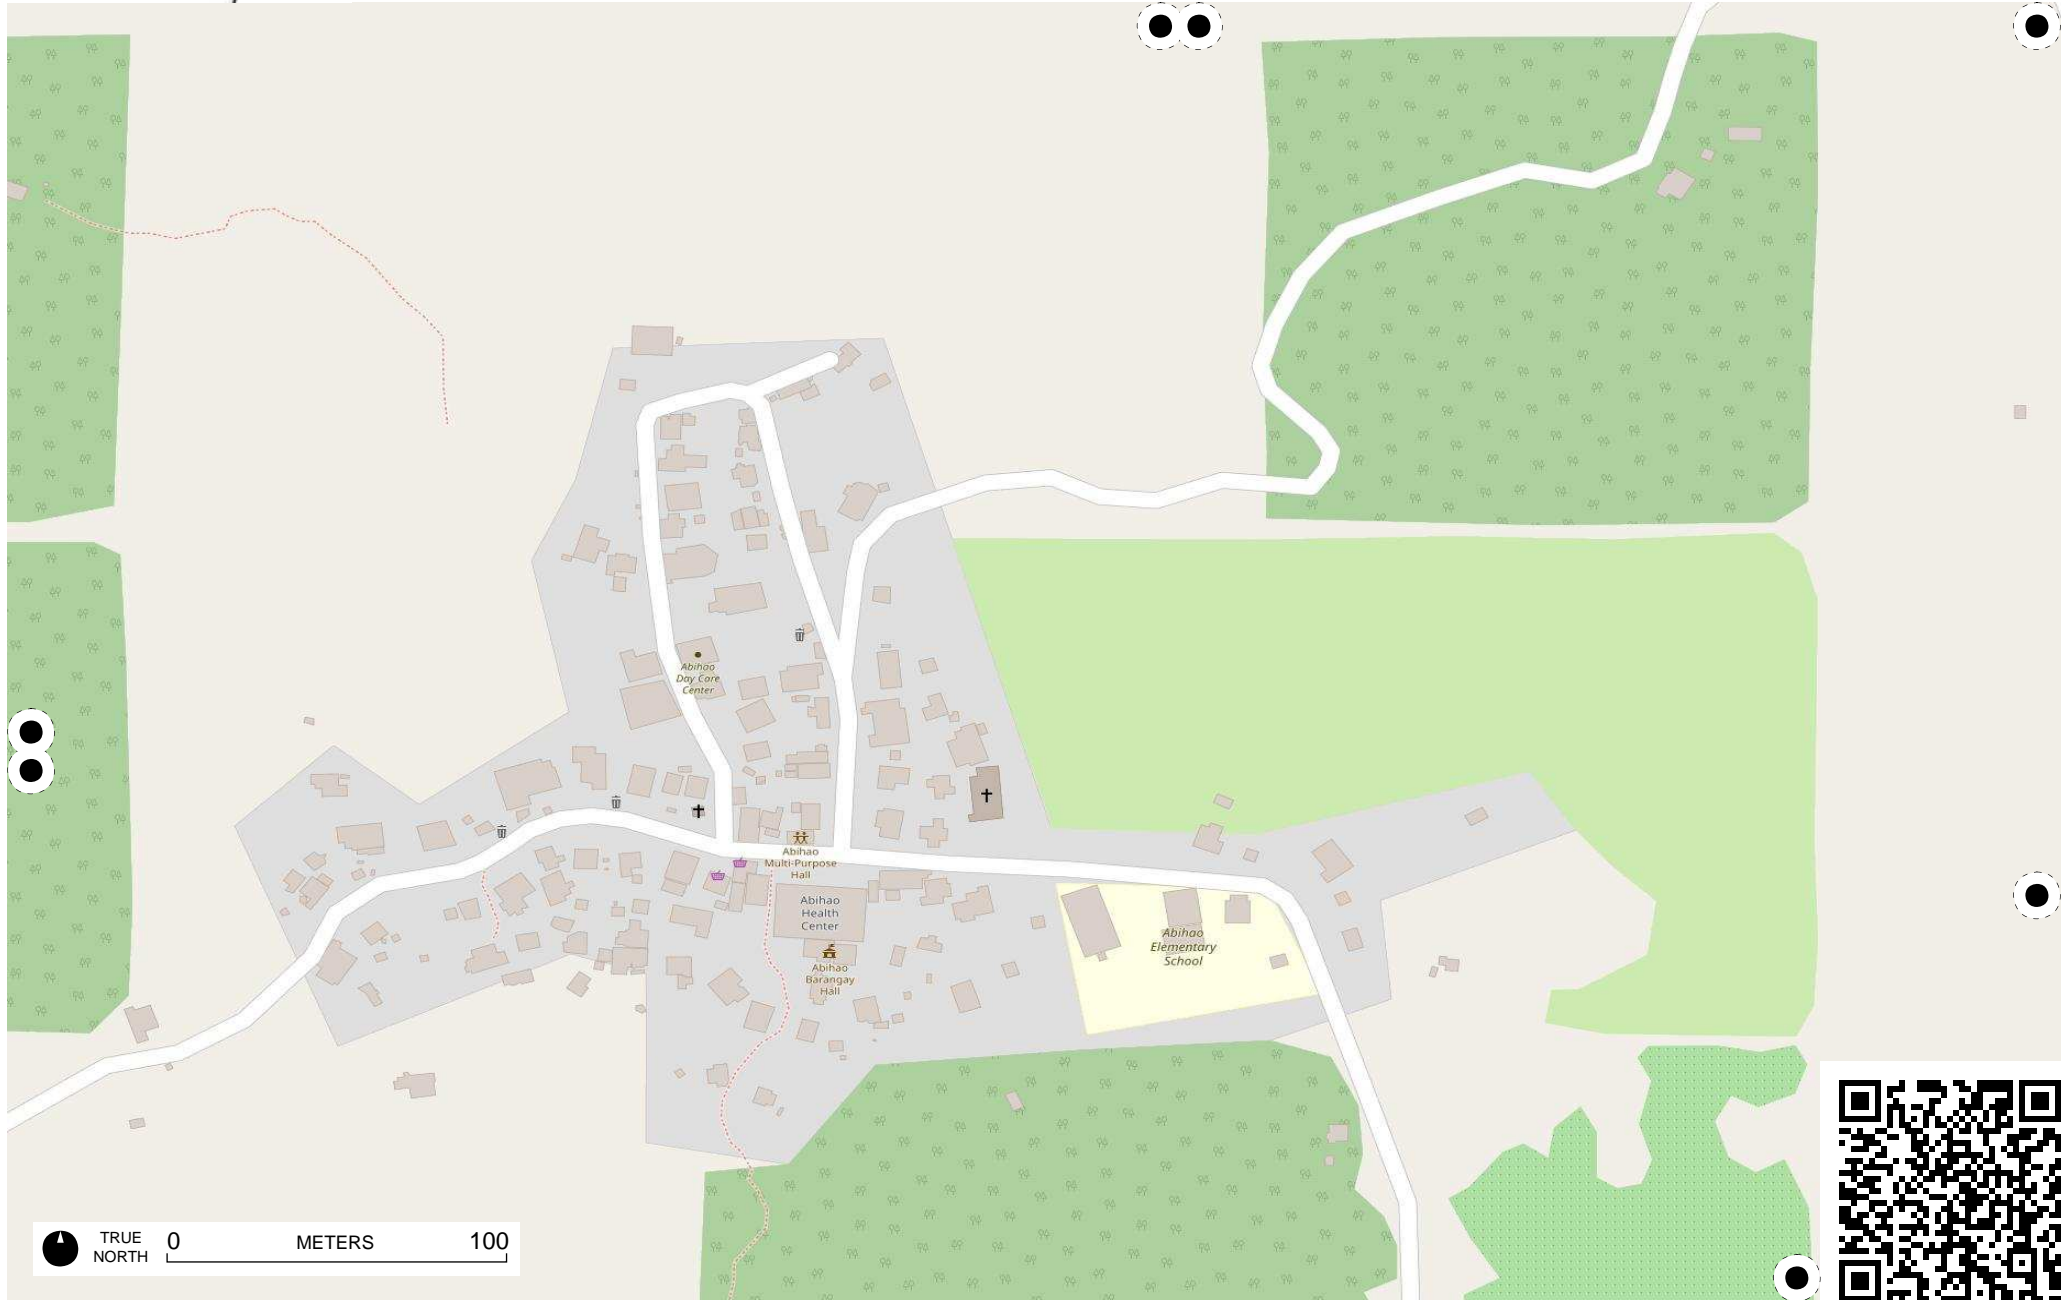 Abihao
Day Care
Center
Abihao
Multi-Purpose
Hall
Abihao
Health
Center
Abihao
Elementary
School
Abihao
Barangay
Hall
TRUE
NORTH
0
METERS
100